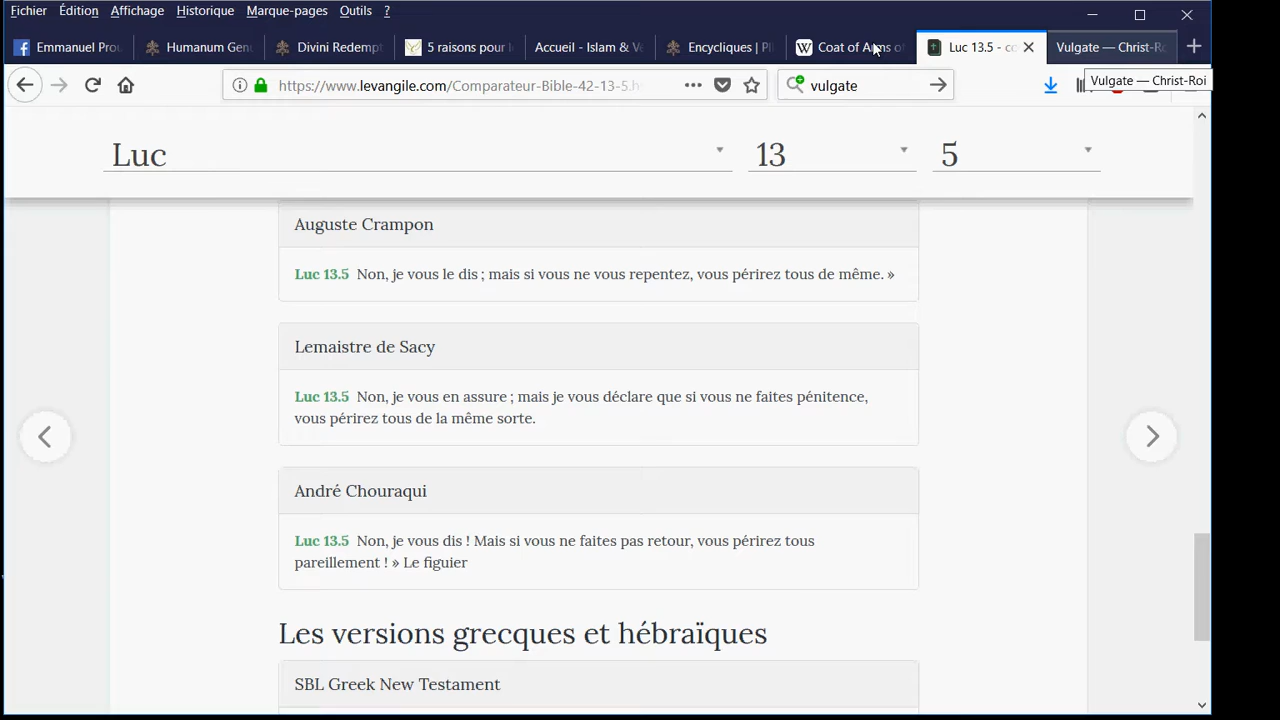 Fichier Édition Affichage Historique Marque-pages Outils ?
Emmanuel Prou Humanum Genu Divini Redempt 5 raisons pour l Accueil - Islam & V Encycliques | Pl Coat of Arms of Luc 13.5 - co Vulgate — Christ-Ro
https://www.levangile.com/Comparateur-Bible-42-13-5.h vulgate Vulgate — Christ-Roi
Luc 13 5
Auguste Crampon
Luc 13.5 Non, je vous le dis ; mais si vous ne vous repentez, vous périrez tous de même. »
Lemaistre de Sacy
Luc 13.5 Non, je vous en assure ; mais je vous déclare que si vous ne faites pénitence,
vous périrez tous de la même sorte.
André Chouraqui
Luc 13.5 Non, je vous dis ! Mais si vous ne faites pas retour, vous périrez tous
pareillement ! » Le figuier
Les versions grecques et hébraïques
SBL Greek New Testament